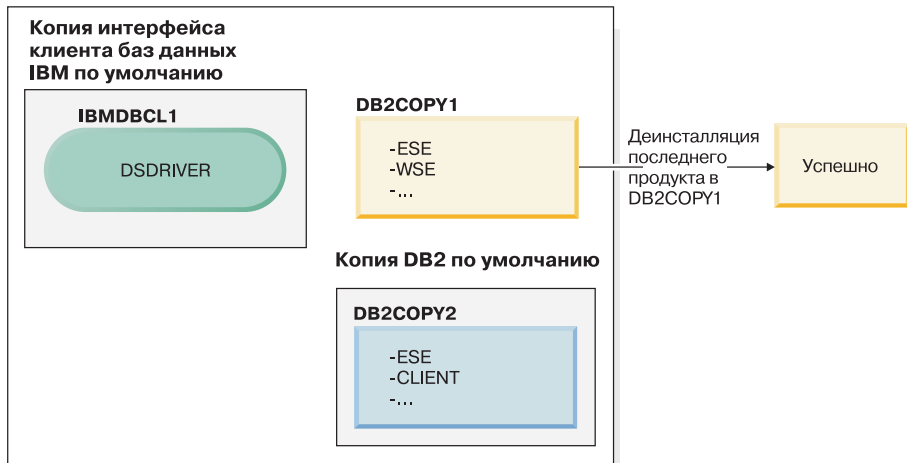 Копия интерфейса
клиента баз данных
IBM по умолчанию
IBMDBCL1
DSDRIVER
DB2COPY1
-ESE
-WSE
-...
Деинсталляция
последнего
продукта в
DB2COPY1
Успешно
Копия DB2 по умолчанию
DB2COPY2
-ESE
-CLIENT
-...